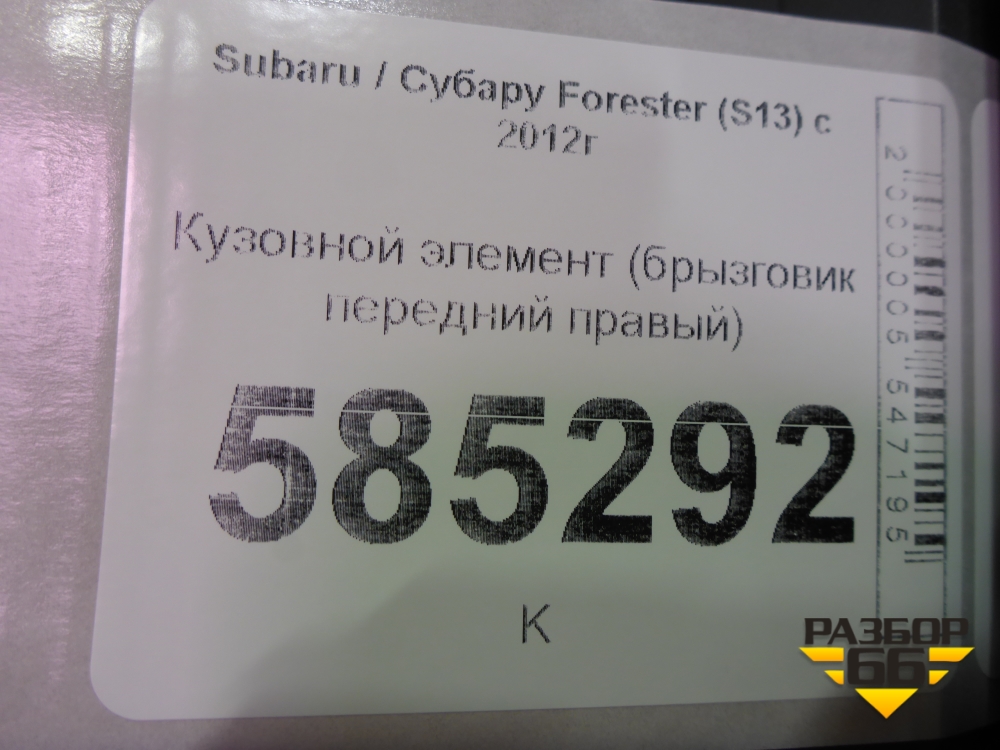 Subaru / Субару Forester (S13) с
2012г
Кузовной элемент (брызговик
передний правый)
585292
К
2000005547195
РАЗБОР
66